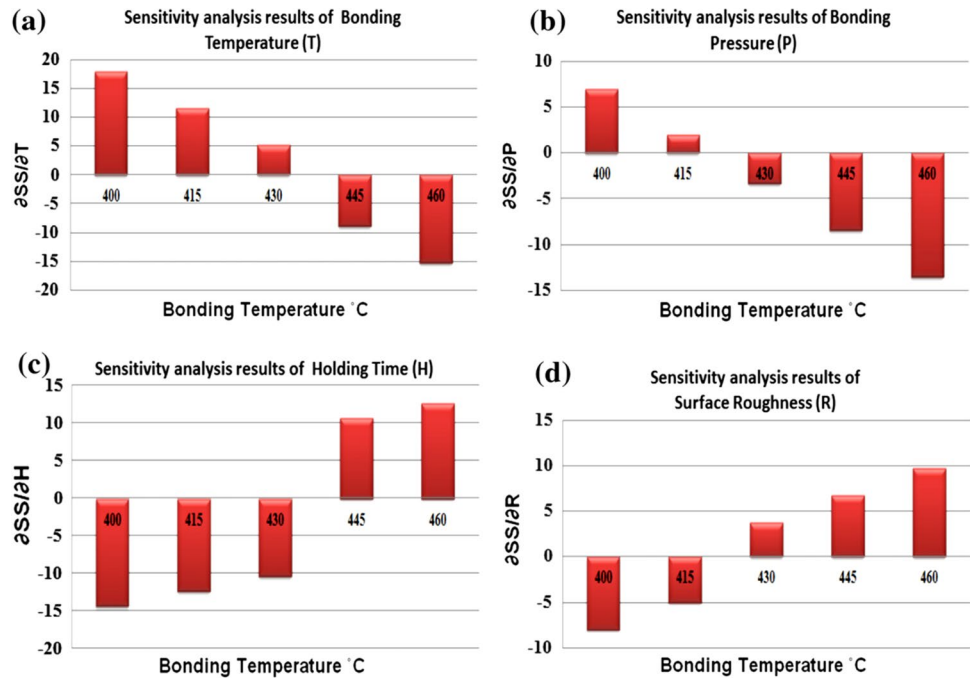 (a)
Sensitivity analysis results of Bonding
Temperature (T)
20
15
10
5
0
-5
-10
-15
-20
∂SS/∂T
400
415
430
445
460
Bonding Temperature °C
(b)
Sensitivity analysis results of Bonding
Pressure (P)
10
5
0
-5
-10
-15
∂SS/∂P
400
415
430
445
460
Bonding Temperature °C
(c)
Sensitivity analysis results of Holding Time (H)
15
10
5
0
-5
-10
-15
-20
∂SS/∂H
400
415
430
445
460
Bonding Temperature °C
(d)
Sensitivity analysis results of
Surface Roughness (R)
15
10
5
0
-5
-10
∂SS/∂R
400
415
430
445
460
Bonding Temperature °C